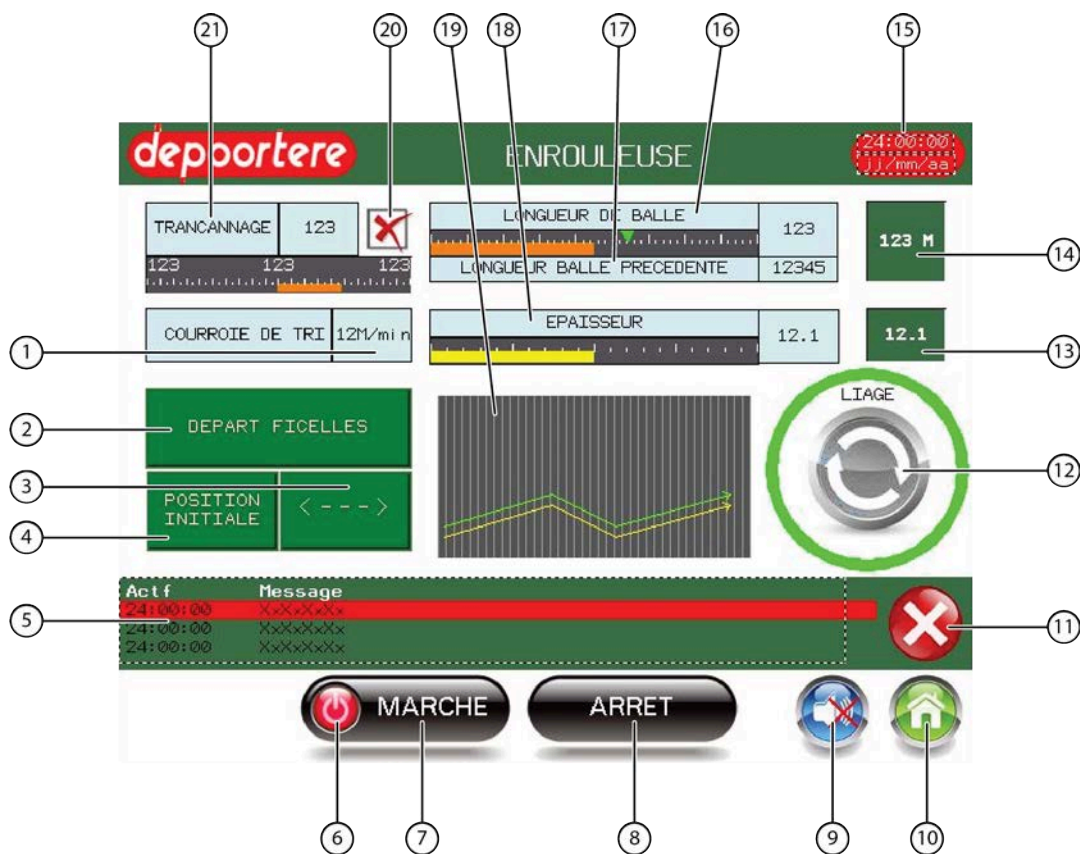 21 20 19 18 17 16 15
depoortere
ENROULEUSE
24:00:00
jj/mm/aa
TRANCANNAGE 123
123 123 123
LONGUEUR DE BALLE 123
LONGUEUR BALLE PRECEDENTE 12345
123 M
14
COURROIE DE TRI 12M/min
1
EPAISSEUR 12.1
12.1
13
DEPART FICELLES
2
POSITION
INITIALE
4
<--->
3
LIAGE
12
Actf Message
24:00:00 XxXxXxXx
24:00:00 XxXxXxXx
24:00:00 XxXxXxXx
5
11
MARCHE
ARRET
6 7 8 9 10